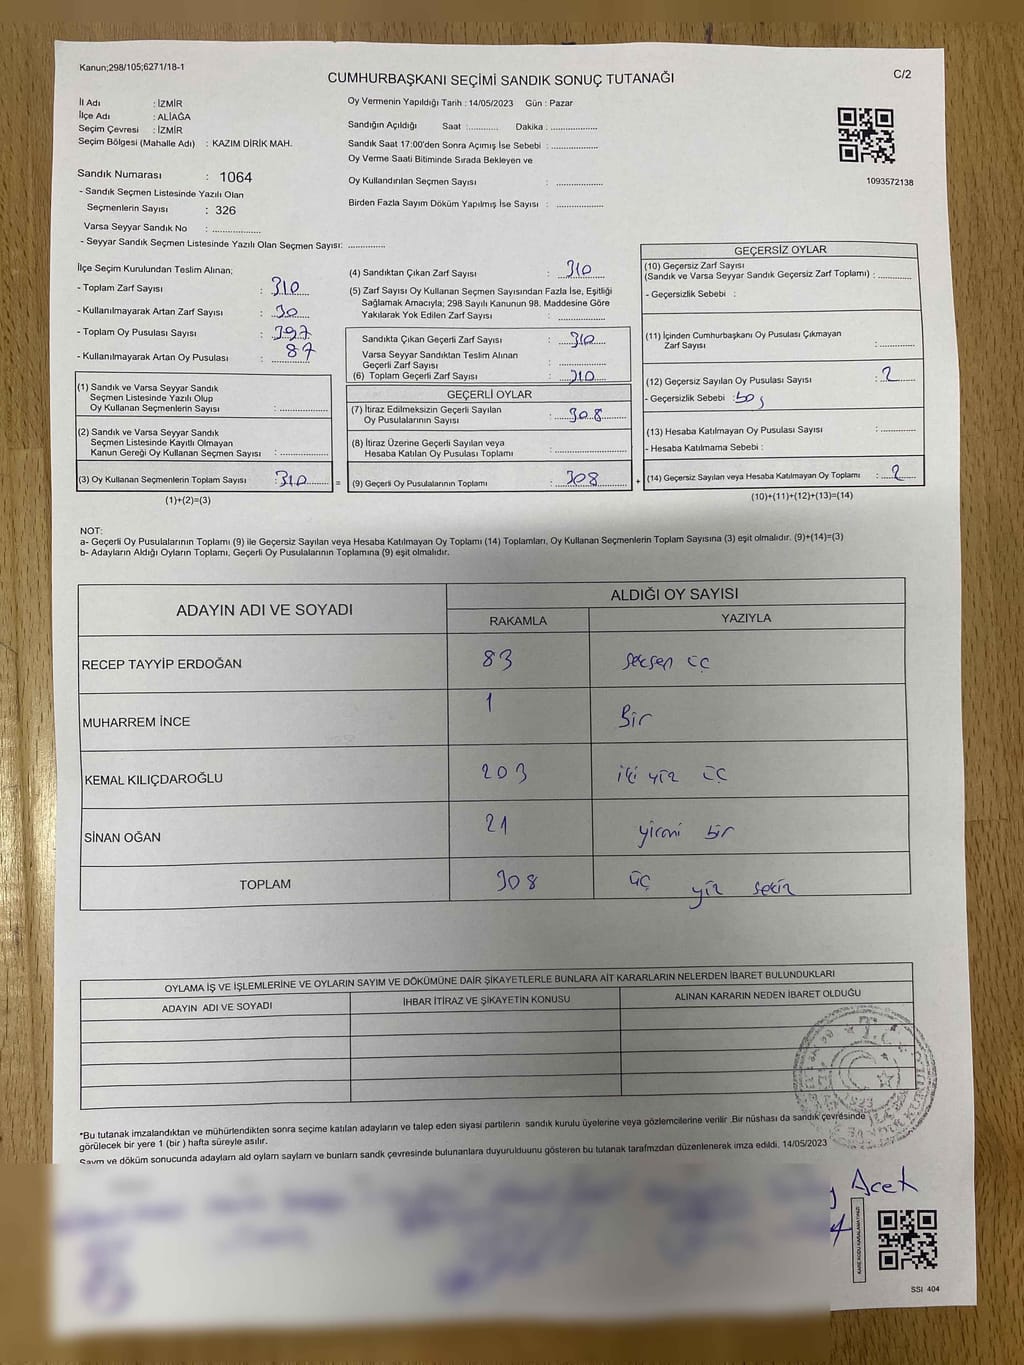 Kanun;298/105;6271/18-1
CUMHURBAŞKANI SEÇİMİ SANDIK SONUÇ TUTANAĞI
C/2
İl Adı : İZMİR
İlçe Adı : ALİAĞA
Seçim Çevresi : İZMİR
Seçim Bölgesi (Mahalle Adı) : KAZIM DİRİK MAH.
Sandık Numarası : 1064
- Sandık Seçmen Listesinde Yazılı Olan
Seçmenlerin Sayısı : 326
Varsa Seyyar Sandık No : ...............
- Seyyar Sandık Seçmen Listesinde Yazılı Olan Seçmen Sayısı: ............
Oy Vermenin Yapıldığı Tarih : 14/05/2023 Gün : Pazar
Sandığın Açıldığı Saat :.......... Dakika : ...............
Sandık Saat 17:00'den Sonra Açımış İse Sebebi : ...............
Oy Verme Saati Bitiminde Sırada Bekleyen ve
Oy Kullandırılan Seçmen Sayısı : ...............
Birden Fazla Sayım Döküm Yapılmış İse Sayısı : ...............
1093572138
İlçe Seçim Kurulundan Teslim Alınan;
- Toplam Zarf Sayısı : 310
- Kullanılmayarak Artan Zarf Sayısı : 30
- Toplam Oy Pusulası Sayısı : 397
- Kullanılmayarak Artan Oy Pusulası : 87
(1) Sandık ve Varsa Seyyar Sandık
Seçmen Listesinde Yazılı Olup
Oy Kullanan Seçmenlerin Sayısı : ...............
(2) Sandık ve Varsa Seyyar Sandık
Seçmen Listesinde Kayıtlı Olmayan
Kanun Gereği Oy Kullanan Seçmen Sayısı : ...............
(3) Oy Kullanan Seçmenlerin Toplam Sayısı : 310
(1)+(2)=(3)
(4) Sandıktan Çıkan Zarf Sayısı : 310
(5) Zarf Sayısı Oy Kullanan Seçmen Sayısından Fazla İse, Eşitliği
Sağlamak Amacıyla; 298 Sayılı Kanunun 98. Maddesine Göre
Yakılarak Yok Edilen Zarf Sayısı : ...............
Sandıkta Çıkan Geçerli Zarf Sayısı : 310
Varsa Seyyar Sandıktan Teslim Alınan
Geçerli Zarf Sayısı : ...............
(6) Toplam Geçerli Zarf Sayısı : 310
GEÇERLİ OYLAR
(7) İtiraz Edilmeksizin Geçerli Sayılan
Oy Pusulalarının Sayısı : 308
(8) İtiraz Üzerine Geçerli Sayılan veya
Hesaba Katılan Oy Pusulası Toplamı : ...............
= (9) Geçerli Oy Pusulalarının Toplamı : 308
GEÇERSİZ OYLAR
(10) Geçersiz Zarf Sayısı
(Sandık ve Varsa Seyyar Sandık Geçersiz Zarf Toplamı) : ............
- Geçersizlik Sebebi :
(11) İçinden Cumhurbaşkanı Oy Pusulası Çıkmayan
Zarf Sayısı : ............
(12) Geçersiz Sayılan Oy Pusulası Sayısı : 2
- Geçersizlik Sebebi : boş
(13) Hesaba Katılmayan Oy Pusulası Sayısı : ............
- Hesaba Katılmama Sebebi :
+ (14) Geçersiz Sayılan veya Hesaba Katılmayan Oy Toplamı : 2
(10)+(11)+(12)+(13)=(14)
NOT:
a- Geçerli Oy Pusulalarının Toplamı (9) ile Geçersiz Sayılan veya Hesaba Katılmayan Oy Toplamı (14) Toplamları, Oy Kullanan Seçmenlerin Toplam Sayısına (3) eşit olmalıdır. (9)+(14)=(3)
b- Adayların Aldığı Oyların Toplamı, Geçerli Oy Pusulalarının Toplamına (9) eşit olmalıdır.
ADAYIN ADI VE SOYADI
ALDIĞI OY SAYISI
RAKAMLA YAZIYLA
RECEP TAYYİP ERDOĞAN 83 seksen üç
MUHARREM İNCE 1 Bir
KEMAL KILIÇDAROĞLU 203 iki yüz üç
SİNAN OĞAN 21 yirmi bir
TOPLAM 308 üç yüz sekiz
OYLAMA İŞ VE İŞLEMLERİNE VE OYLARIN SAYIM VE DÖKÜMÜNE DAİR ŞİKAYETLERLE BUNLARA AİT KARARLARIN NELERDEN İBARET BULUNDUKLARI
ADAYIN ADI VE SOYADI İHBAR İTİRAZ VE ŞİKAYETİN KONUSU ALINAN KARARIN NEDEN İBARET OLDUĞU
*Bu tutanak imzalandıktan ve mühürlendikten sonra seçime katılan adayların ve talep eden siyasi partilerin sandık kurulu üyelerine veya gözlemcilerine verilir .Bir nüshası da sandık çevresinde
görülecek bir yere 1 (bir ) hafta süreyle asılır.
Sayım ve döküm sonucunda adayların ald oyların sayların ve bunların sandk çevresinde bulunanlara duyurulduunu gösteren bu tutanak tarafmzdan düzenlenerek imza edildi. 14/05/2023
Acet
KARE KODU KARALAMAYINIZ!
SSI 404